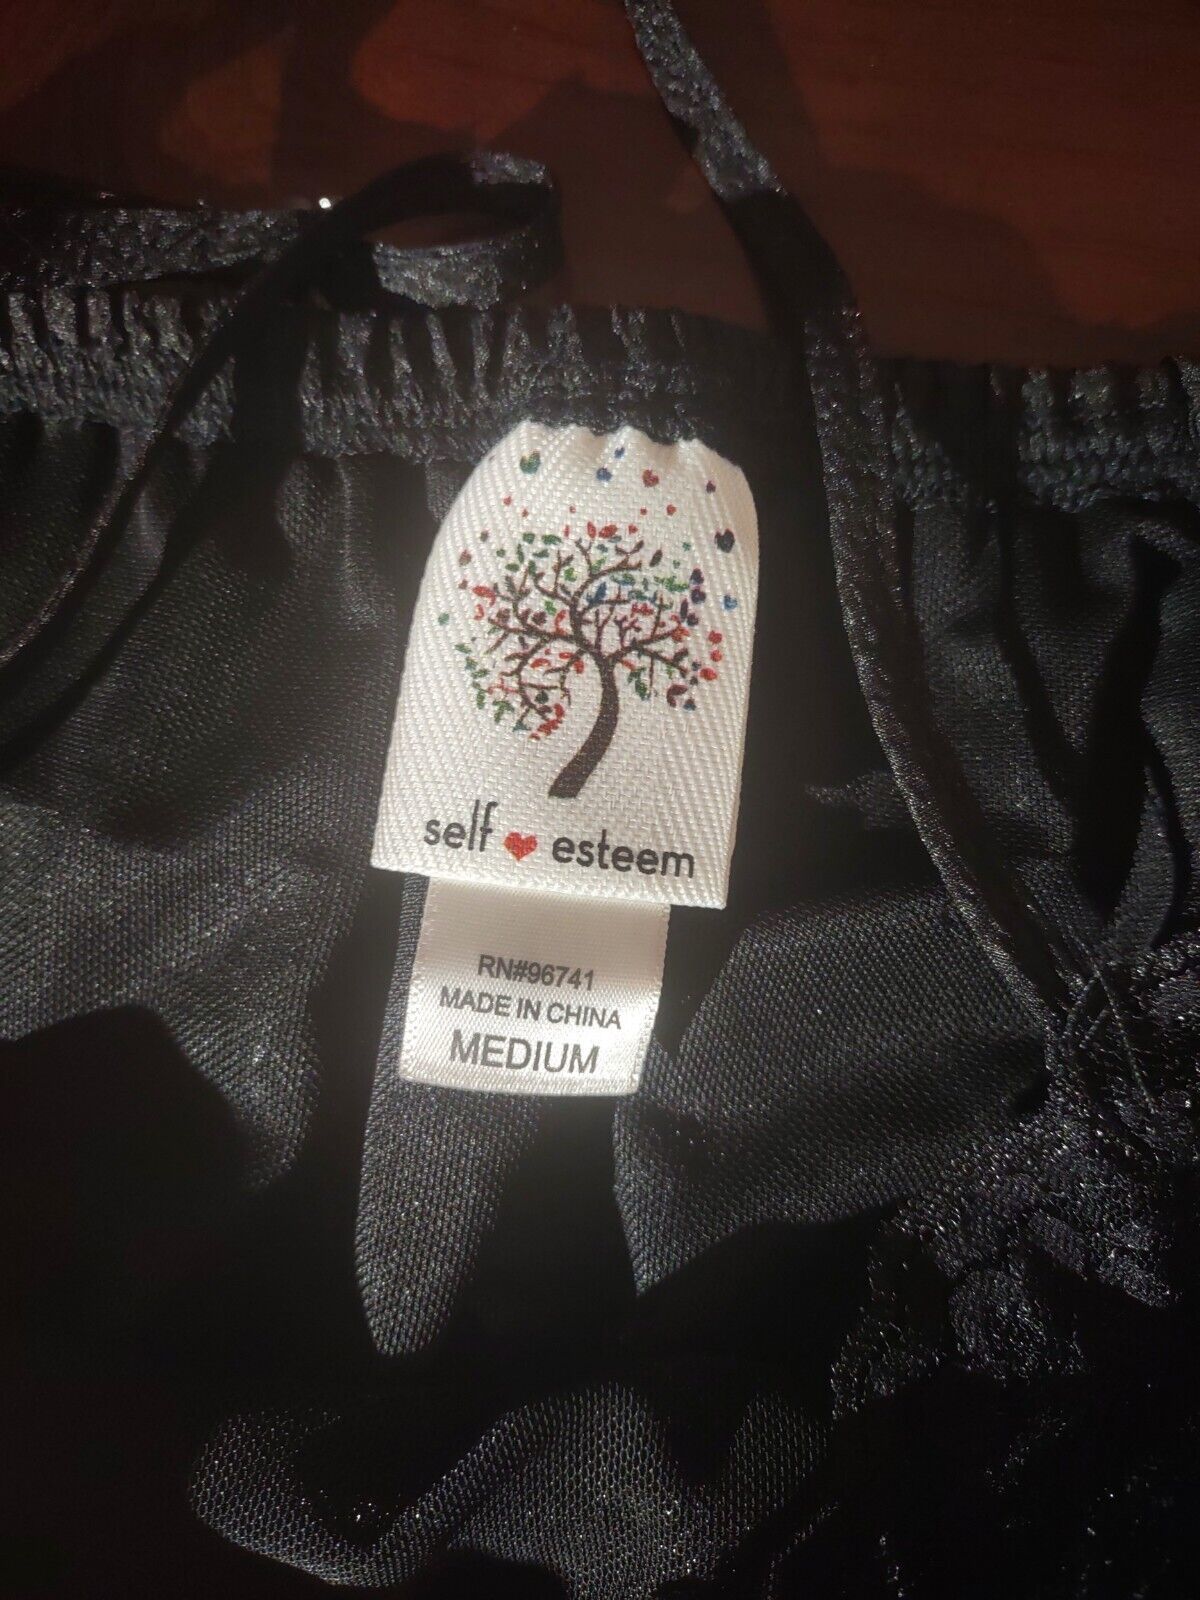 self ♥ esteem
RN#96741
MADE IN CHINA
MEDIUM